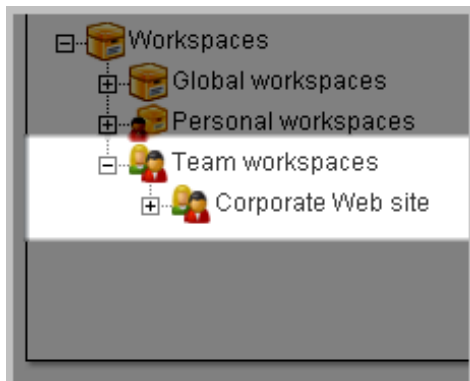 Workspaces
Global workspaces
Personal workspaces
Team workspaces
Corporate Web site